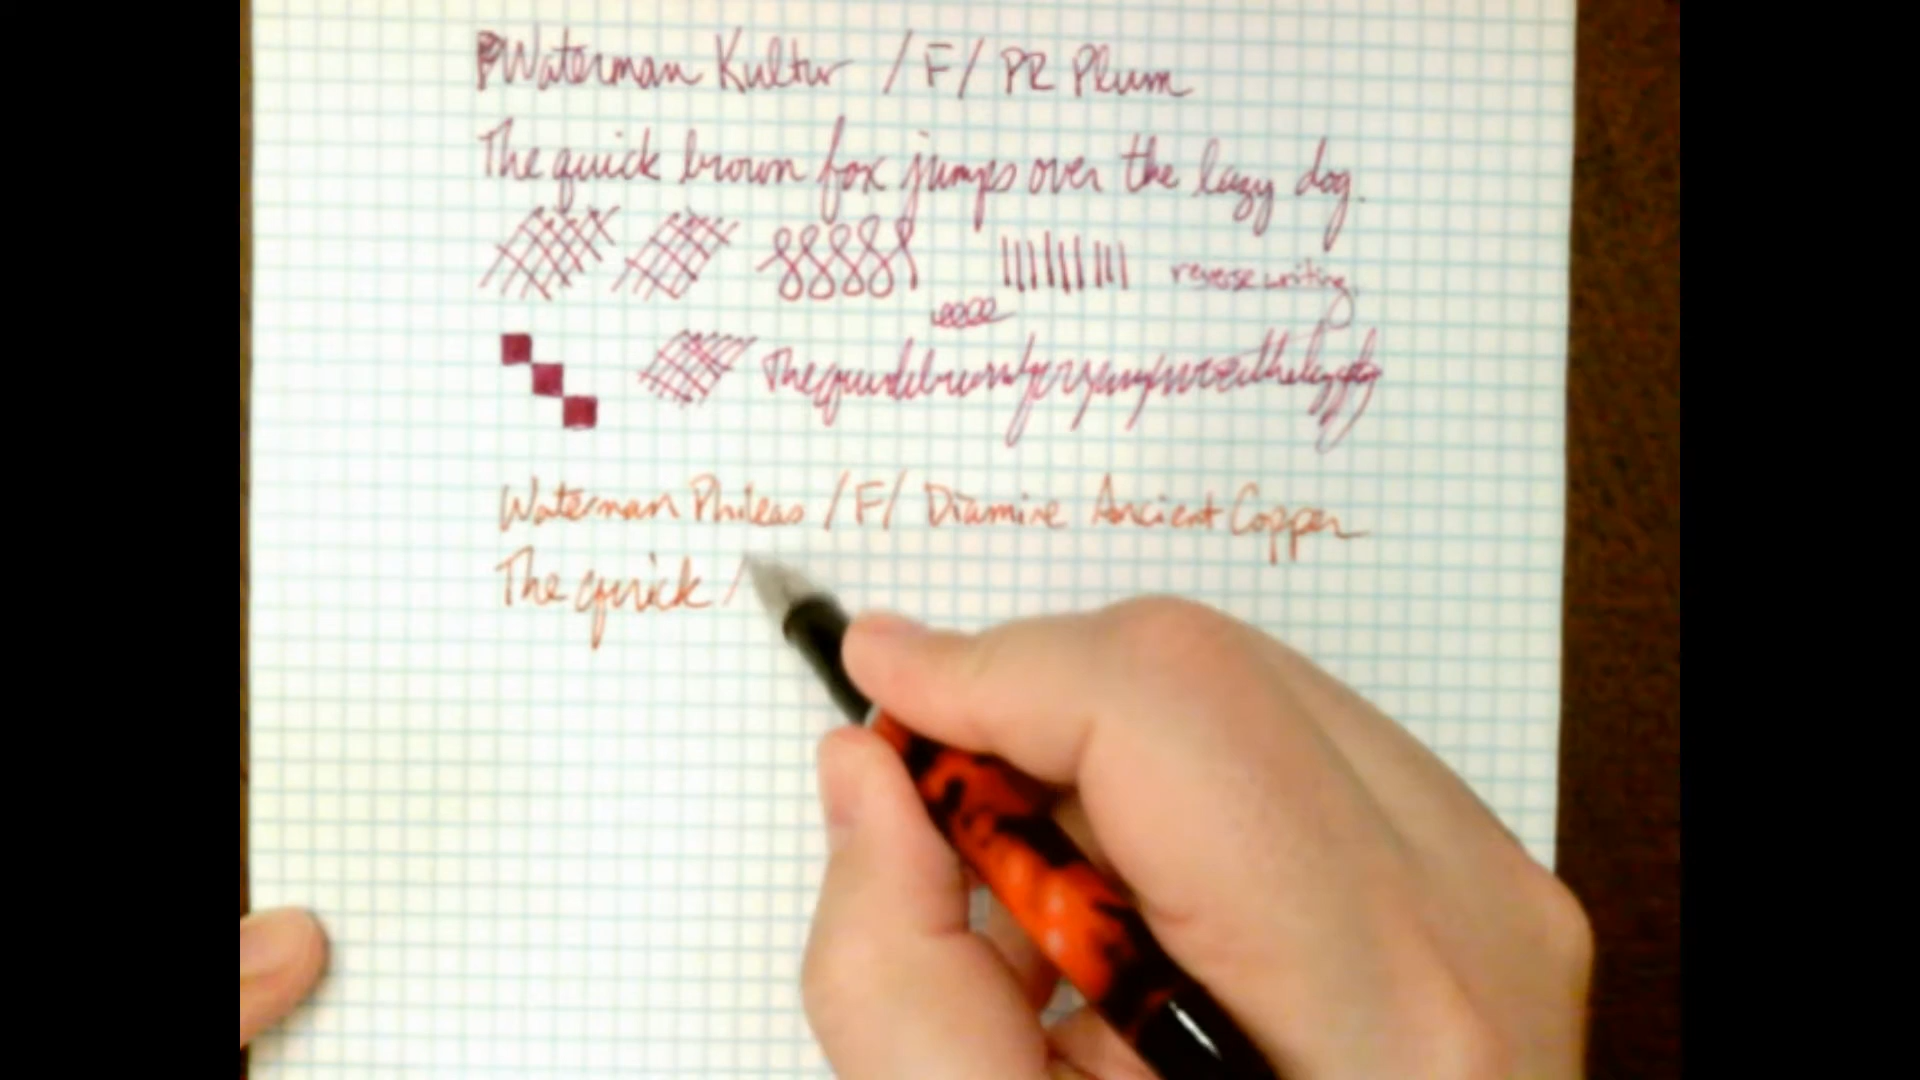 Waterman Kultur / F / PR Plum
The quick brown fox jumps over the lazy dog.
reverse writing
eeee
Waterman Phileas / F / Diamine Ancient Copper
The quick